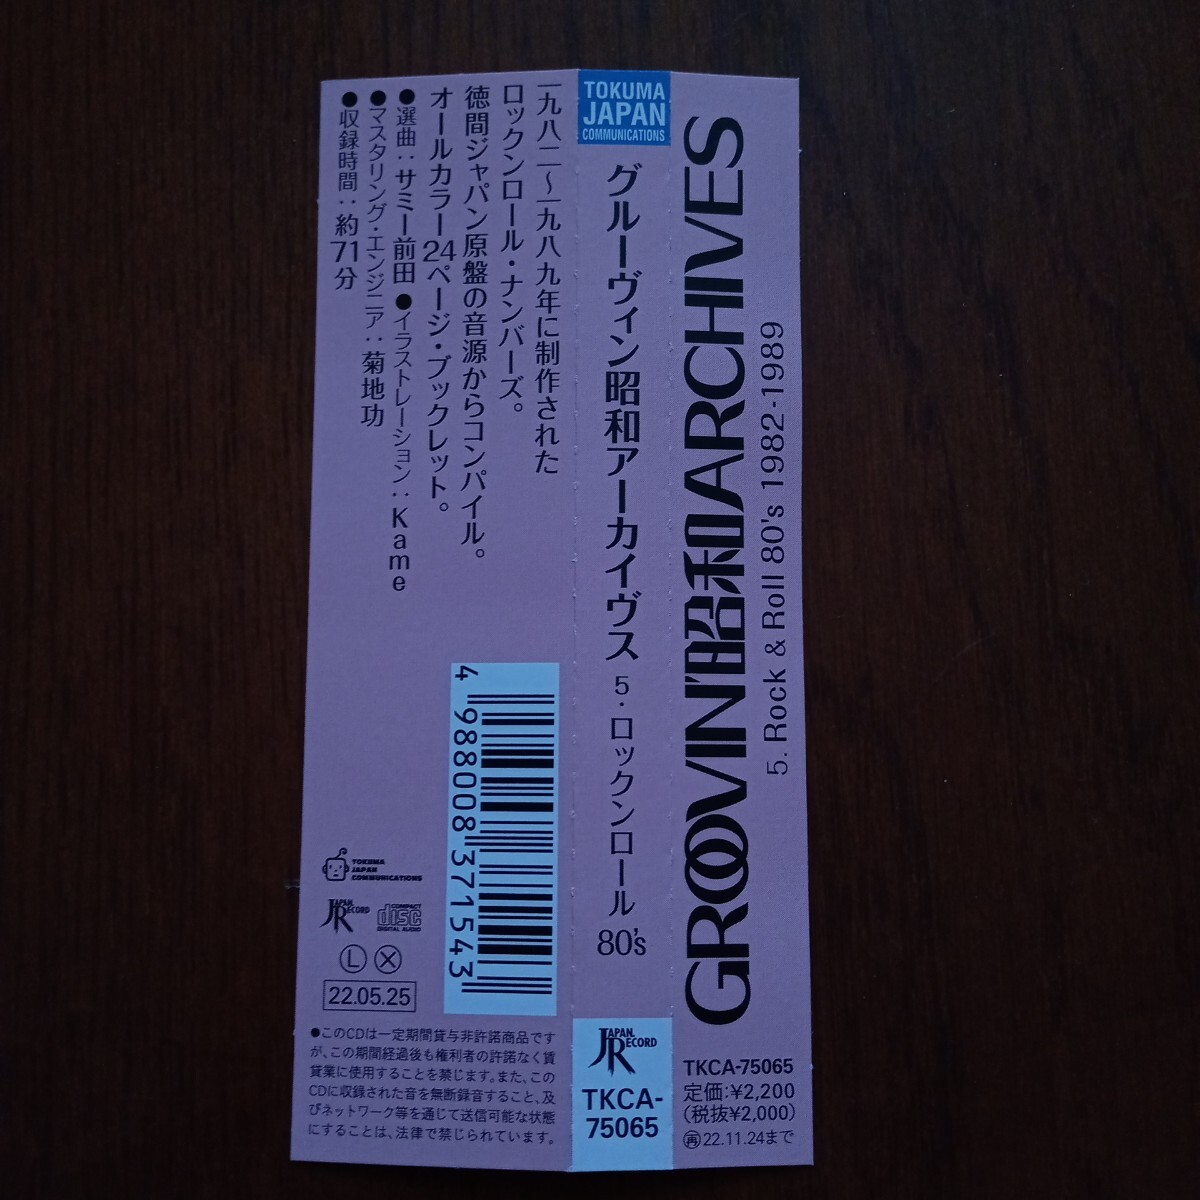 GROOVIN'昭和ARCHIVES
5. Rock & Roll 80's 1982-1989
TKCA-75065
定価:¥2,200
(税抜¥2,000)
再22.11.24まで
TOKUMA
JAPAN
COMMUNICATIONS
グルーヴィン昭和アーカイヴス 5・ロックンロール 80's
JAPAN RECORD
TKCA-
75065
一九八二〜一九八九年に制作された
ロックンロール・ナンバーズ。
徳間ジャパン原盤の音源からコンパイル。
オールカラー24ページ・ブックレット。
●選曲:サミー前田●イラストレーション:Kame
●マスタリング・エンジニア:菊地功
●収録時間:約71分
4 988008 371543
TOKUMA
JAPAN
COMMUNICATIONS
JAPAN RECORD
COMPACT
disc
DIGITAL AUDIO
Ⓛ Ⓧ
22.05.25
●このCDは一定期間貸与非許諾商品です
が、この期間経過後も権利者の許諾なく賃
貸業に使用することを禁じます。また、この
CDに収録された音を無断録音すること、及
びネットワーク等を通じて送信可能な状態
にすることは、法律で禁じられています。